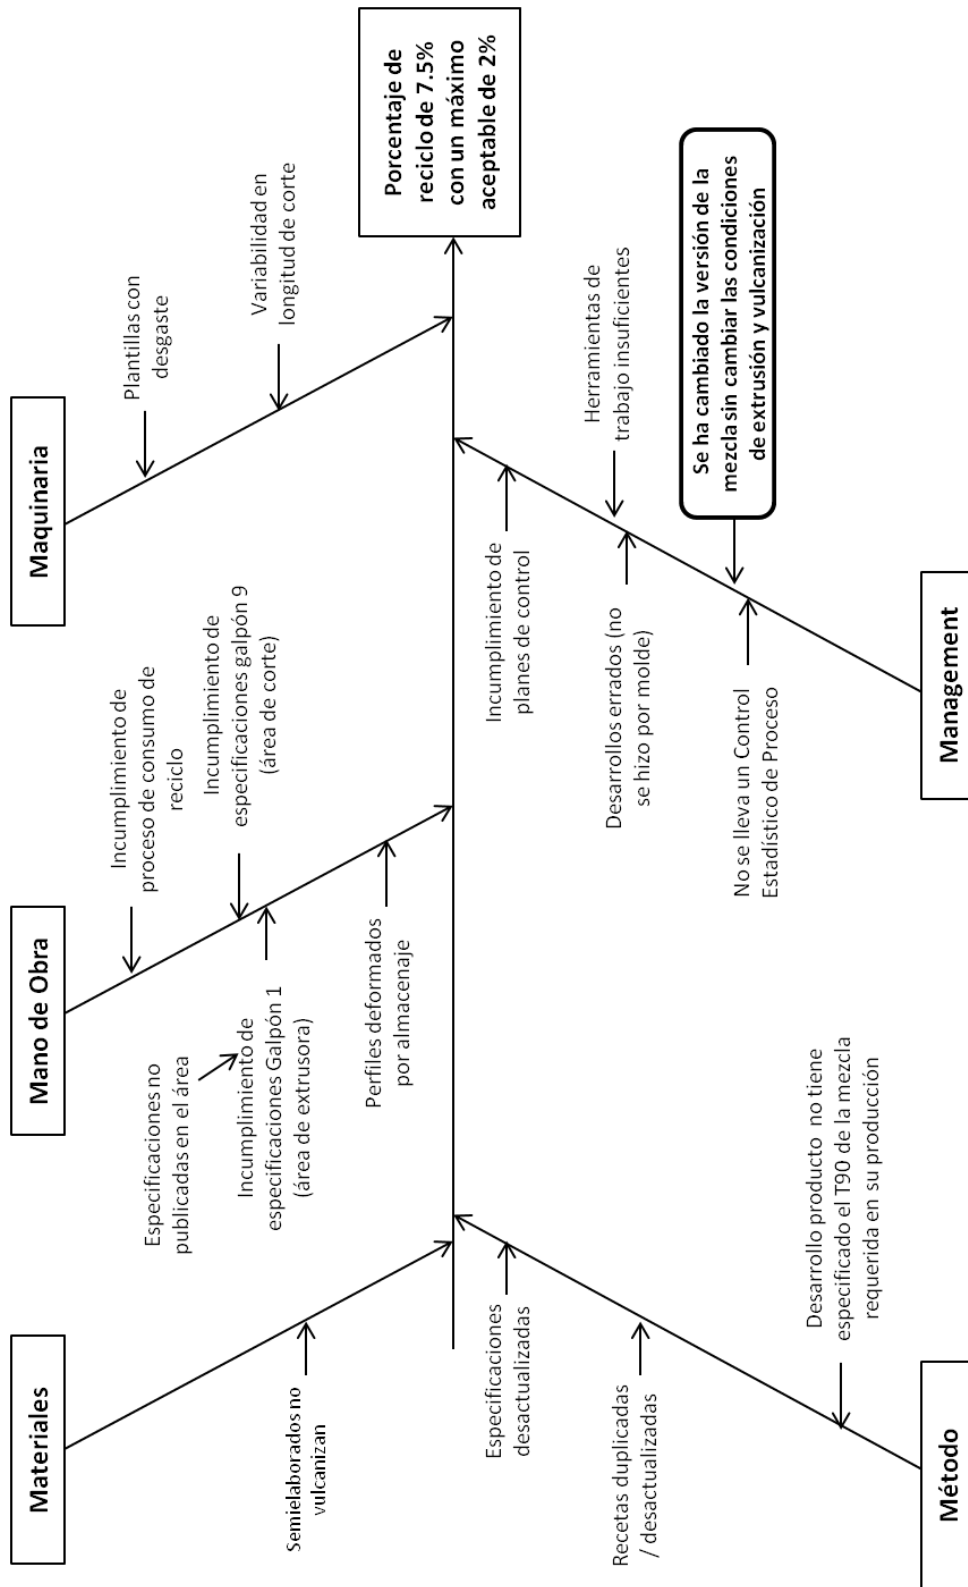 Materiales
Mano de Obra
Maquinaria
Semielaborados no
vulcanizan
Especificaciones no
publicadas en el área
Incumplimiento de
especificaciones Galpón 1
(área de extrusora)
Incumplimiento de
proceso de consumo de
reciclo
Incumplimiento de
especificaciones galpón 9
(área de corte)
Perfiles deformados
por almacenaje
Plantillas con
desgaste
Variabilidad en
longitud de corte
Porcentaje de
reciclo de 7.5%
con un máximo
aceptable de 2%
Especificaciones
desactualizadas
Recetas duplicadas
/ desactualizadas
Desarrollo producto no tiene
especificado el T90 de la mezcla
requerida en su producción
Incumplimiento de
planes de control
Herramientas de
trabajo insuficientes
Desarrollos errados (no
se hizo por molde)
Se ha cambiado la versión de la
mezcla sin cambiar las condiciones
de extrusión y vulcanización
No se lleva un Control
Estadístico de Proceso
Método
Management